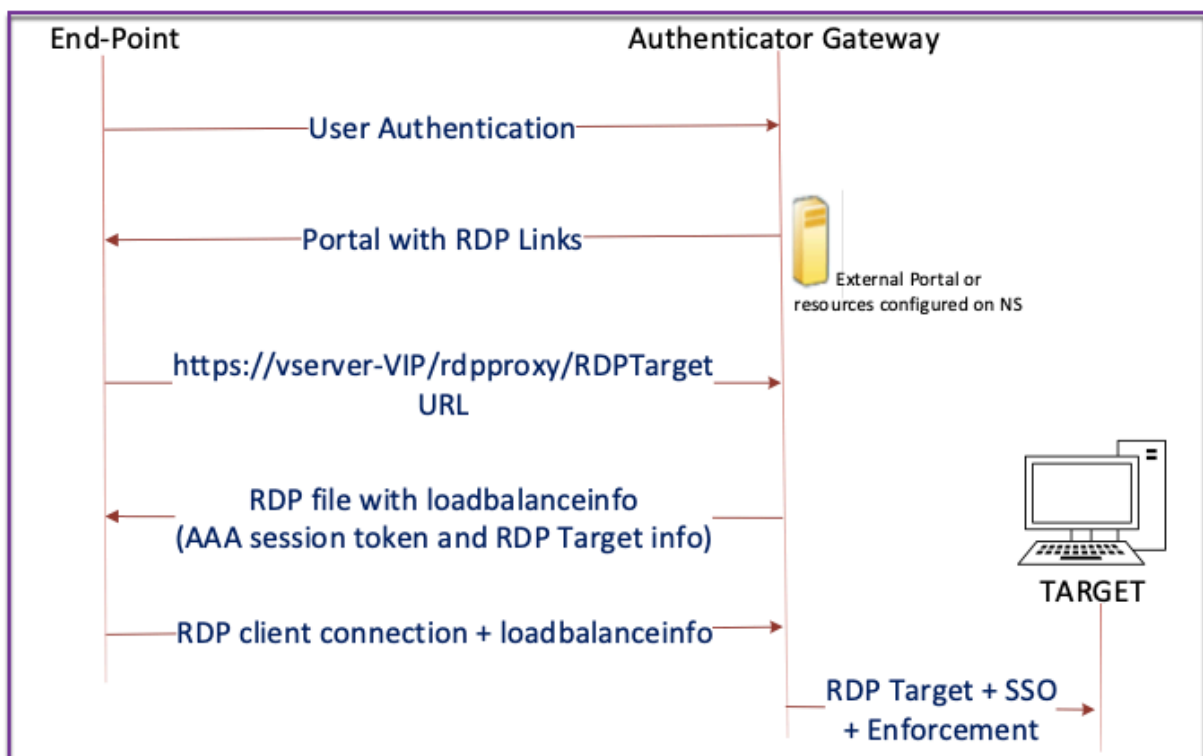 End-Point
Authenticator Gateway
User Authentication
Portal with RDP Links
External Portal or
resources configured on NS
https://vserver-VIP/rdpproxy/RDPTarget
URL
RDP file with loadbalanceinfo
(AAA session token and RDP Target info)
TARGET
RDP client connection + loadbalanceinfo
RDP Target + SSO
+ Enforcement